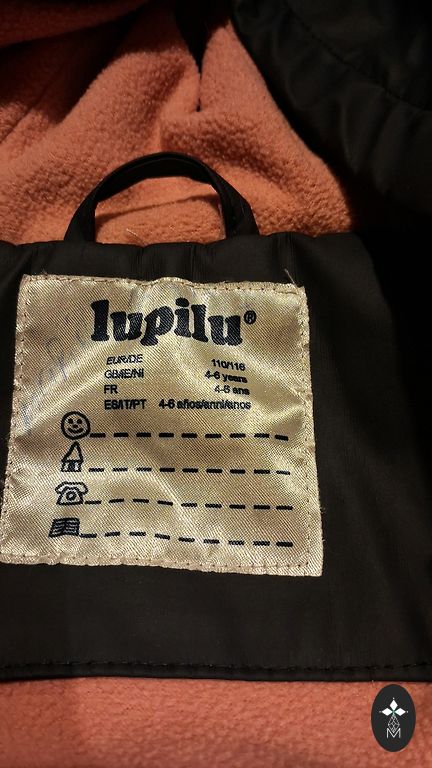 lupilu®
EUR/DE 110/116
GB/IE/NI 4-6 years
FR 4-6 ans
ES/IT/PT 4-6 años/anni/anos
M